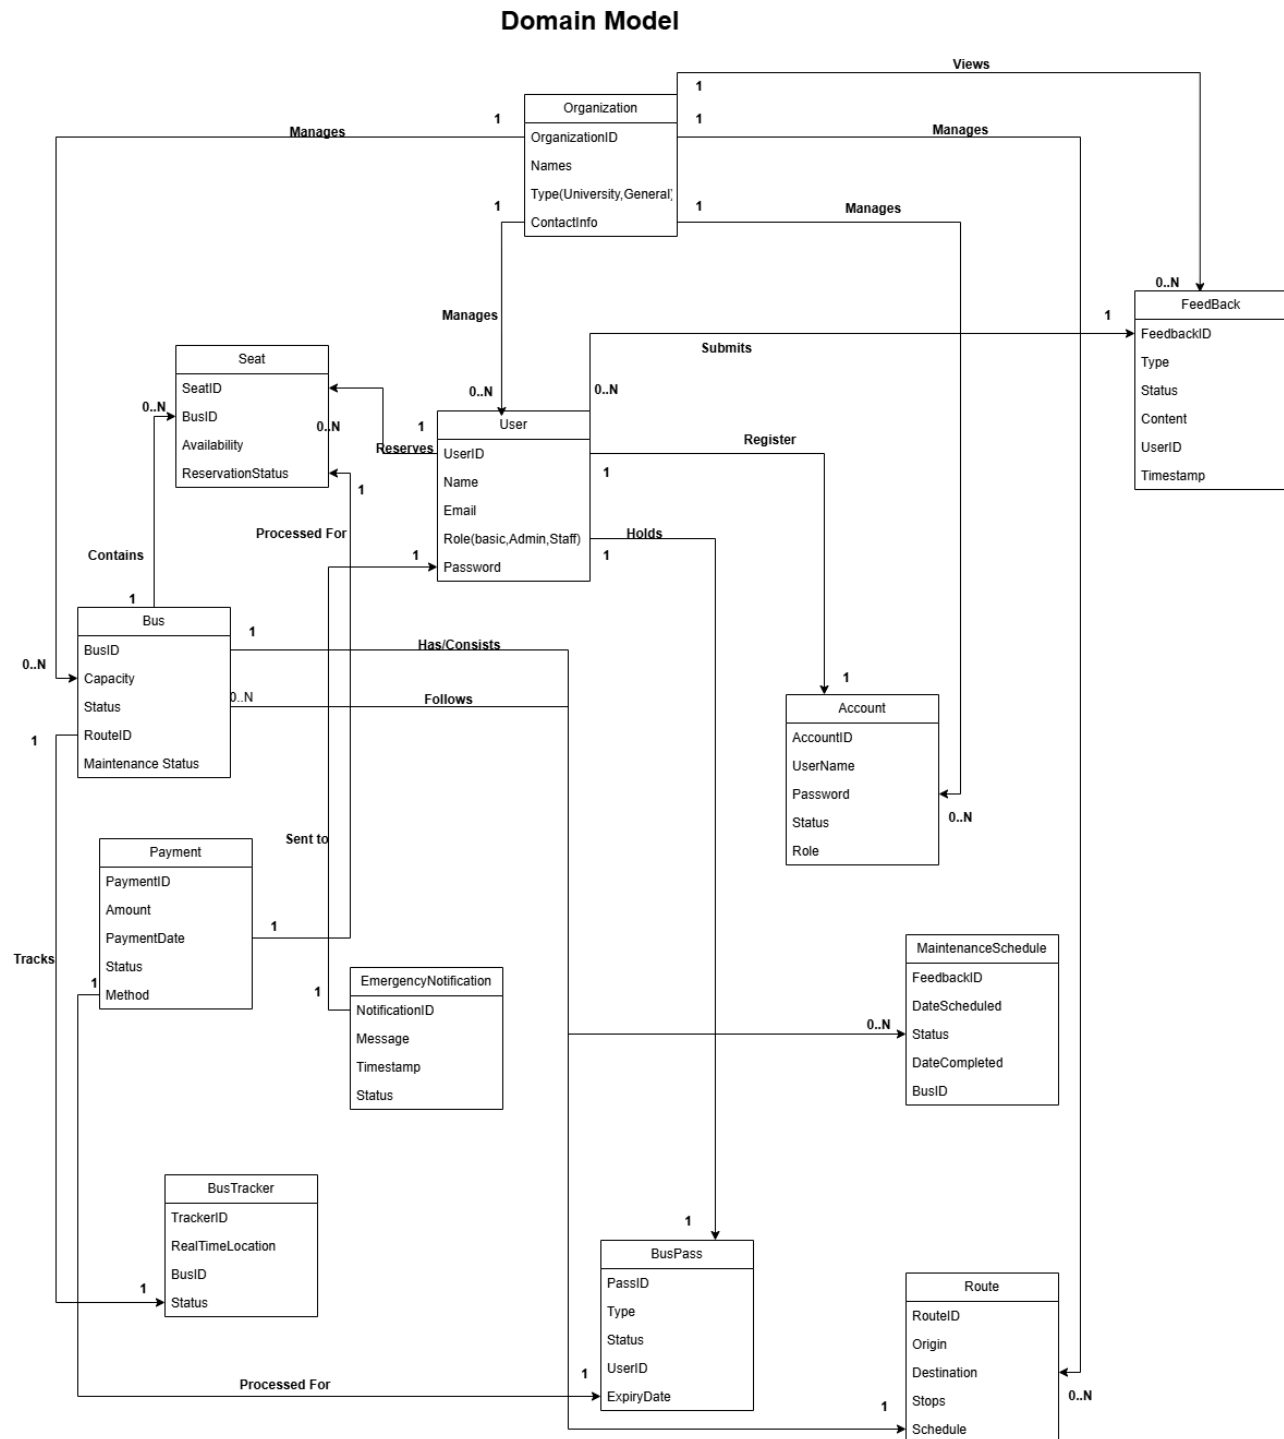 Domain Model
Views
1
Organization
1
1
Manages
OrganizationID
Manages
Names
Type(University,General)
1
1
Manages
ContactInfo
0..N
FeedBack
Manages
1
FeedbackID
Submits
Type
Status
Content
UserID
Timestamp
Seat
SeatID
0..N
BusID
Availability
ReservationStatus
0..N
0..N
0..N
1
User
Reserves
UserID
Name
Email
Role(basic,Admin,Staff)
Password
Register
1
1
Processed For
Holds
1
1
Contains
1
Bus
BusID
Capacity
Status
RouteID
Maintenance Status
1
Has/Consists
0..N
0..N
Follows
1
1
Account
AccountID
UserName
Password
Status
Role
0..N
Sent to
Payment
PaymentID
Amount
PaymentDate
Status
Method
1
1
Tracks
MaintenanceSchedule
FeedbackID
DateScheduled
Status
DateCompleted
BusID
0..N
EmergencyNotification
NotificationID
Message
Timestamp
Status
1
BusTracker
TrackerID
RealTimeLocation
BusID
Status
1
1
BusPass
PassID
Type
Status
UserID
ExpiryDate
1
Processed For
Route
RouteID
Origin
Destination
Stops
Schedule
0..N
1